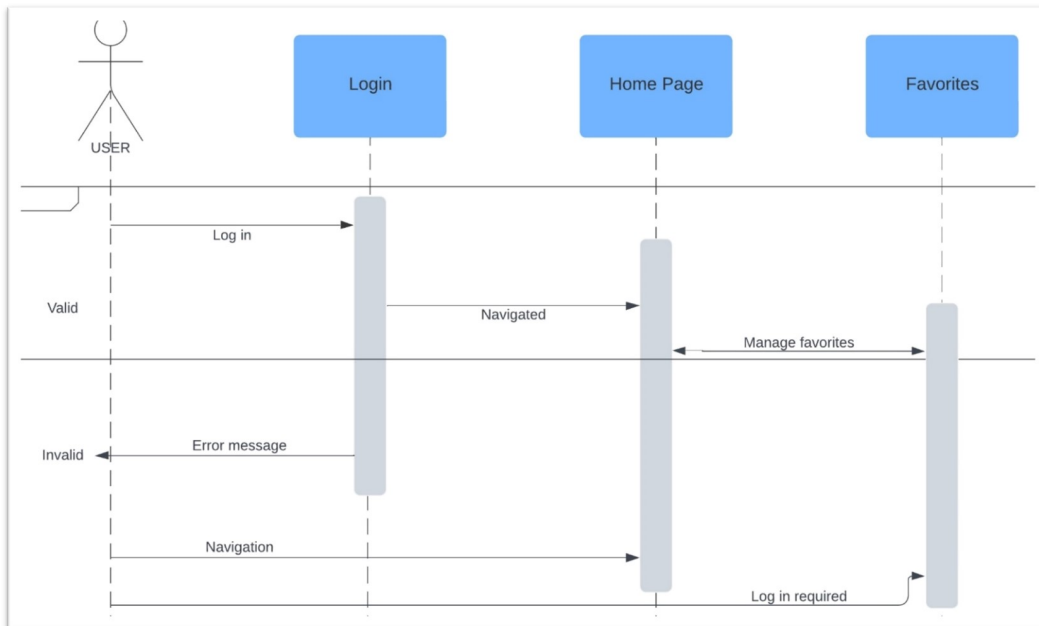 USER
Login
Home Page
Favorites
Log in
Valid
Navigated
Manage favorites
Invalid
Error message
Navigation
Log in required